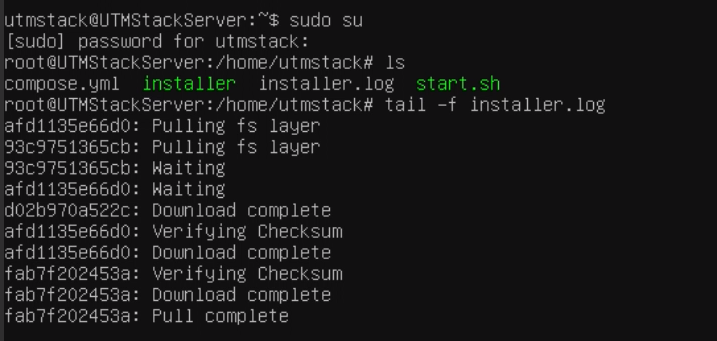 utmstack@UTMStackServer:~$ sudo su
[sudo] password for utmstack:
root@UTMStackServer:/home/utmstack# ls
compose.yml  installer  installer.log  start.sh
root@UTMStackServer:/home/utmstack# tail -f installer.log
afd1135e66d0: Pulling fs layer
93c9751365cb: Pulling fs layer
93c9751365cb: Waiting
afd1135e66d0: Waiting
d02b970a522c: Download complete
afd1135e66d0: Verifying Checksum
afd1135e66d0: Download complete
fab7f202453a: Verifying Checksum
fab7f202453a: Download complete
fab7f202453a: Pull complete